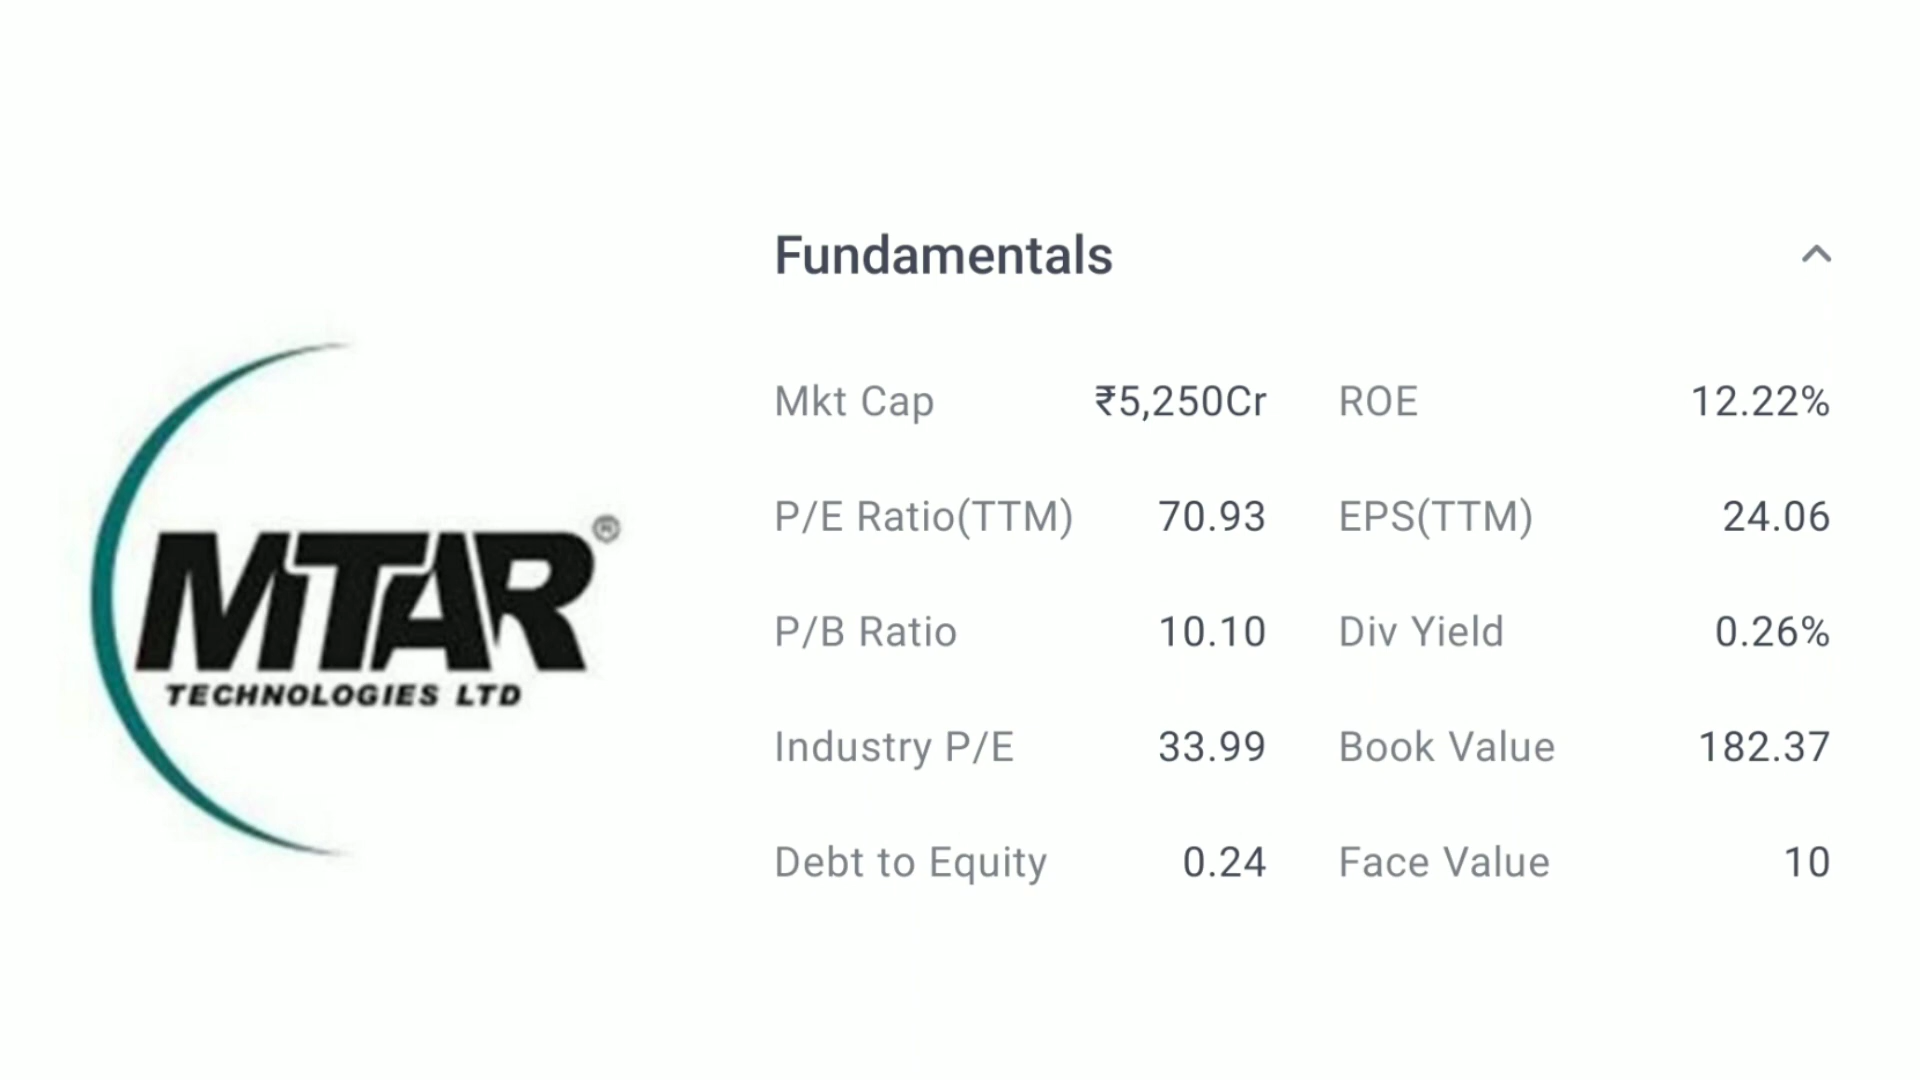 Fundamentals
Mkt Cap ₹5,250Cr ROE 12.22%
P/E Ratio(TTM) 70.93 EPS(TTM) 24.06
MTAR®
P/B Ratio 10.10 Div Yield 0.26%
TECHNOLOGIES LTD
Industry P/E 33.99 Book Value 182.37
Debt to Equity 0.24 Face Value 10